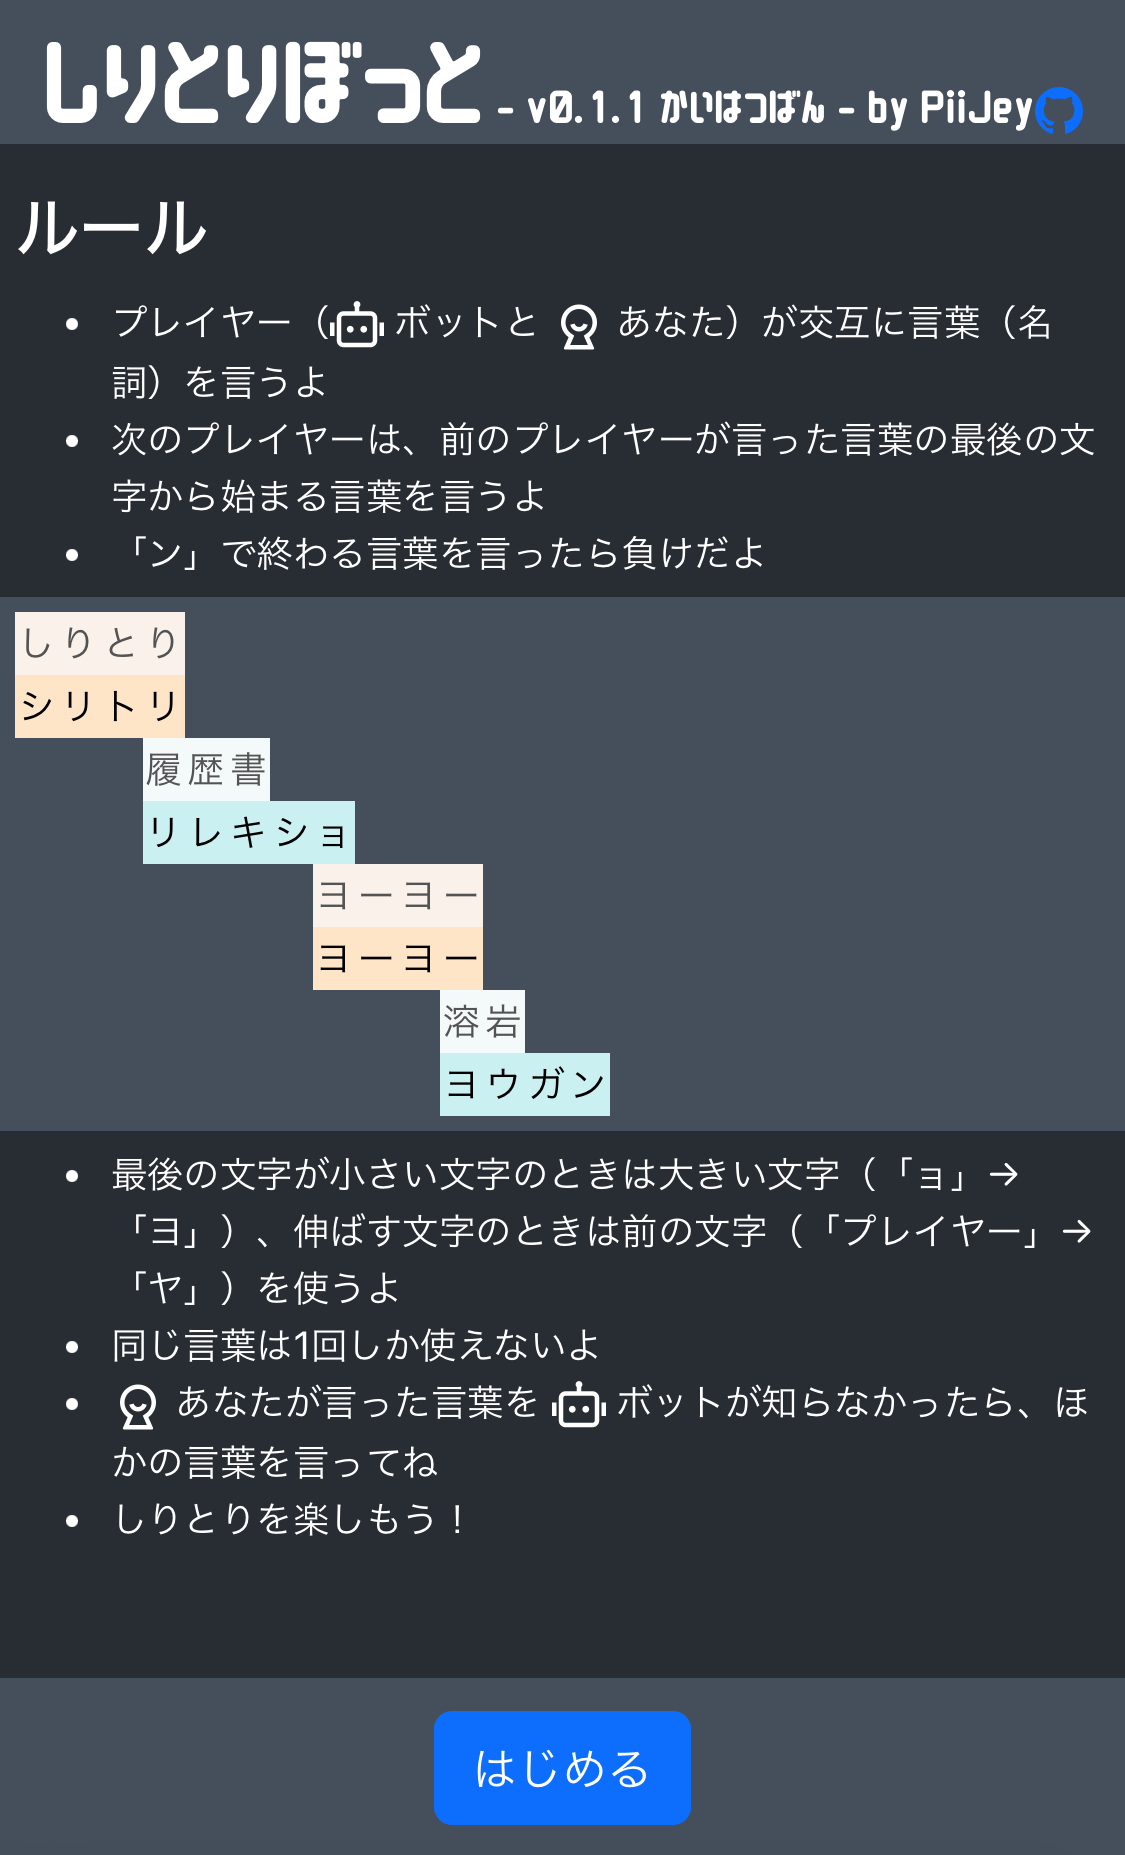 しりとりぼっと - v0.1.1 かいはつばん - by PiiJey
ルール
プレイヤー（ボットと あなた）が交互に言葉（名
詞）を言うよ
次のプレイヤーは、前のプレイヤーが言った言葉の最後の文
字から始まる言葉を言うよ
「ン」で終わる言葉を言ったら負けだよ
しりとり
シリトリ
履歴書
リレキショ
ヨーヨー
ヨーヨー
溶岩
ヨウガン
最後の文字が小さい文字のときは大きい文字（「ョ」→
「ヨ」）、伸ばす文字のときは前の文字（「プレイヤー」→
「ヤ」）を使うよ
同じ言葉は1回しか使えないよ
あなたが言った言葉を ボットが知らなかったら、ほ
かの言葉を言ってね
しりとりを楽しもう！
はじめる